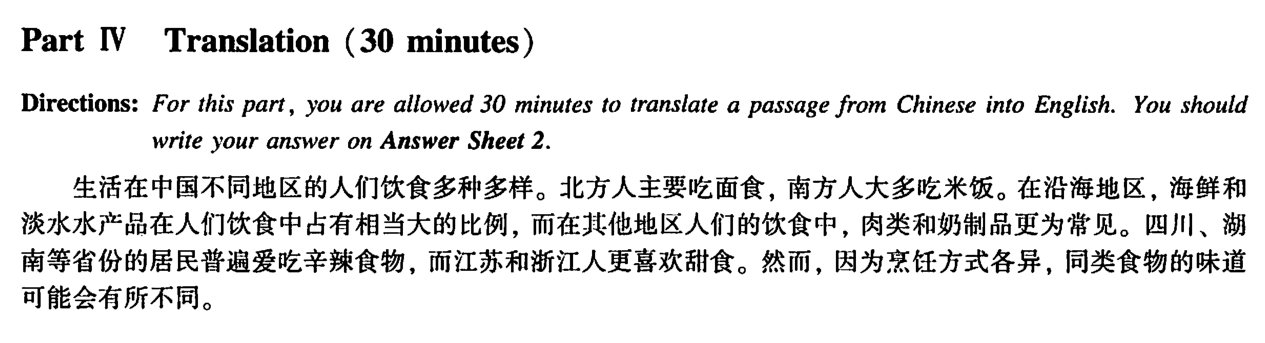 Part Ⅳ Translation (30 minutes)
Directions: For this part, you are allowed 30 minutes to translate a passage from Chinese into English. You should
write your answer on Answer Sheet 2.
生活在中国不同地区的人们饮食多种多样。北方人主要吃面食，南方人大多吃米饭。在沿海地区，海鲜和
淡水水产品在人们饮食中占有相当大的比例，而在其他地区人们的饮食中，肉类和奶制品更为常见。四川、湖
南等省份的居民普遍爱吃辛辣食物，而江苏和浙江人更喜欢甜食。然而，因为烹饪方式各异，同类食物的味道
可能会有所不同。